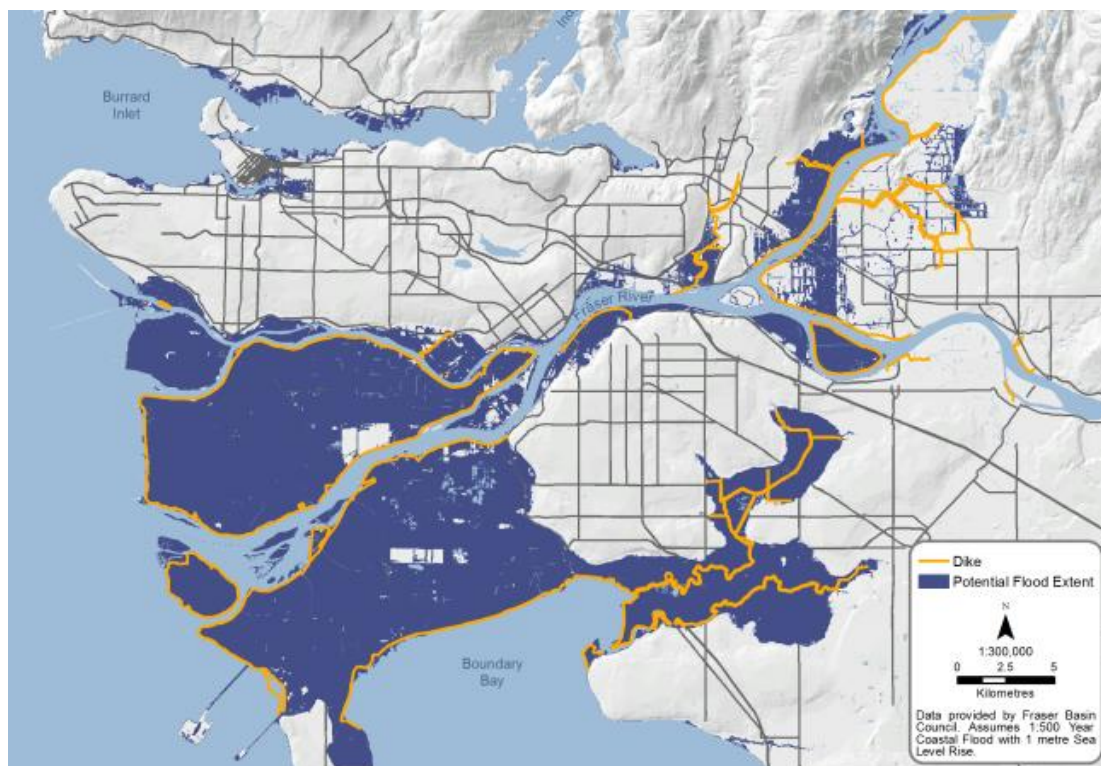 Burrard
Inlet
Fraser River
Boundary
Bay
Dike
Potential Flood Extent
N
1:300,000
0 2.5 5
Kilometres
Data provided by Fraser Basin
Council. Assumes 1:500 Year
Coastal Flood with 1 metre Sea
Level Rise.